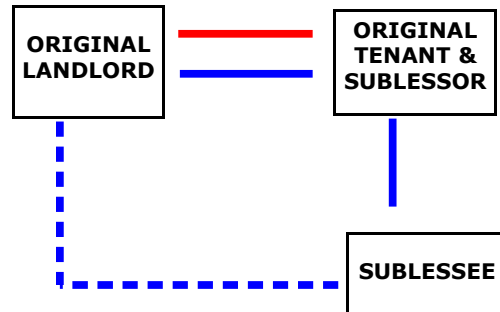 ORIGINAL
LANDLORD
ORIGINAL
TENANT &
SUBLESSOR
SUBLESSEE